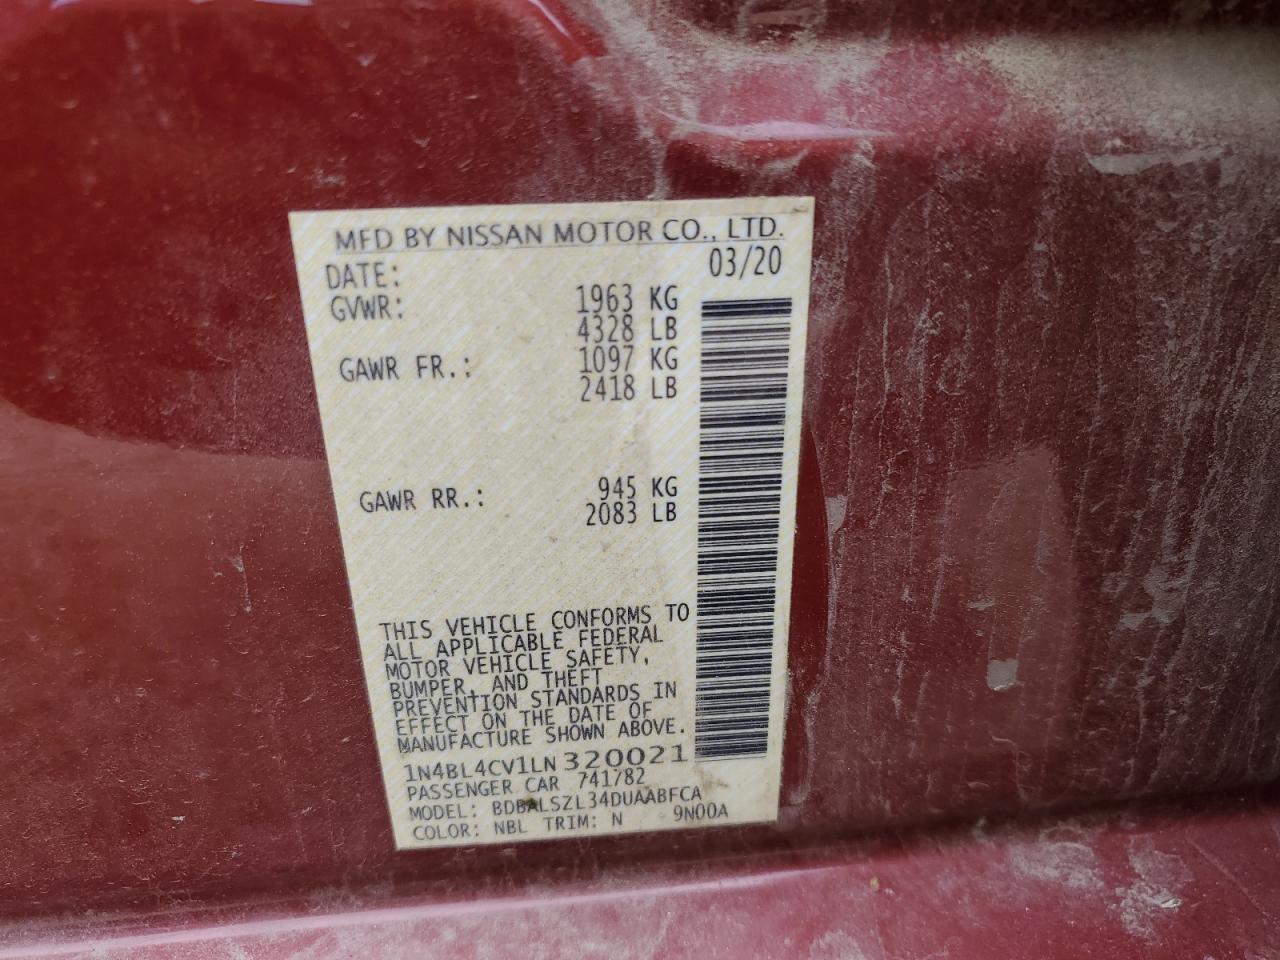 MFD BY NISSAN MOTOR CO., LTD.
DATE: 03/20
GVWR: 1963 KG
4328 LB
GAWR FR.: 1097 KG
2418 LB
GAWR RR.: 945 KG
2083 LB
THIS VEHICLE CONFORMS TO
ALL APPLICABLE FEDERAL
MOTOR VEHICLE SAFETY,
BUMPER, AND THEFT
PREVENTION STANDARDS IN
EFFECT ON THE DATE OF
MANUFACTURE SHOWN ABOVE.
1N4BL4CV1LN320021
PASSENGER CAR 741/82
MODEL: BDBALSZL34DUAABFCA
COLOR: NBL TRIM: N 9N00A